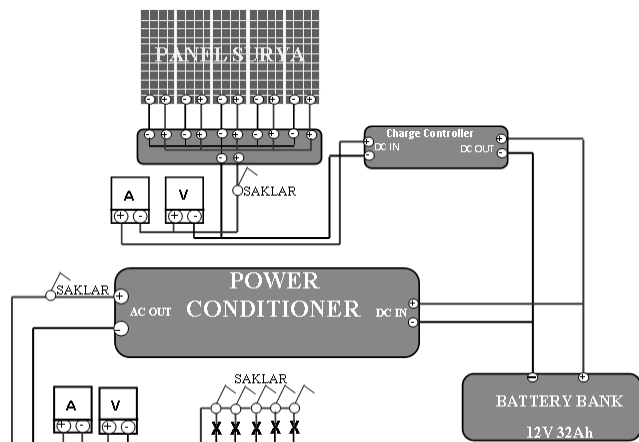 PANEL SURYA
- + - + - + - + - +
- + - + - + - + - +
- +
Charge Controller
+ DC IN -
DC OUT + -
SAKLAR
A
+ -
V
+ -
SAKLAR
POWER
CONDITIONER
+ AC OUT -
DC IN + -
SAKLAR
A
+ -
V
+ -
X X X X X
- +
BATTERY BANK
12V 32Ah